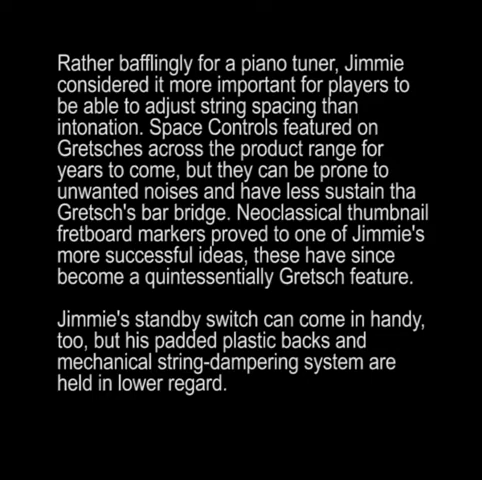 Rather bafflingly for a piano tuner, Jimmie
considered it more important for players to
be able to adjust string spacing than
intonation. Space Controls featured on
Gretsches across the product range for
years to come, but they can be prone to
unwanted noises and have less sustain tha
Gretsch's bar bridge. Neoclassical thumbnail
fretboard markers proved to one of Jimmie's
more successful ideas, these have since
become a quintessentially Gretsch feature.

Jimmie's standby switch can come in handy,
too, but his padded plastic backs and
mechanical string-dampering system are
held in lower regard.